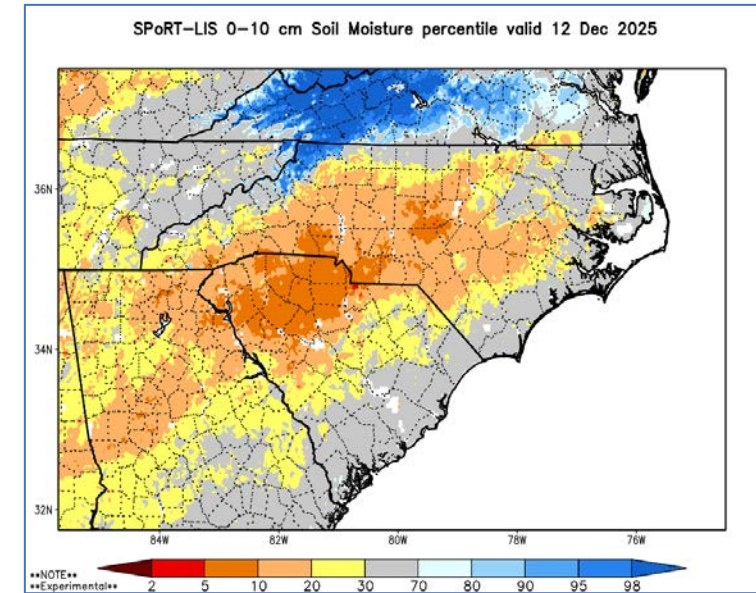 SPoRT-LIS 0-10 cm Soil Moisture percentile valid 12 Dec 2025
36N
34N
32N
84W 82W 80W 78W 76W
**NOTE**
**Experimental** 2 5 10 20 30 70 80 90 95 98